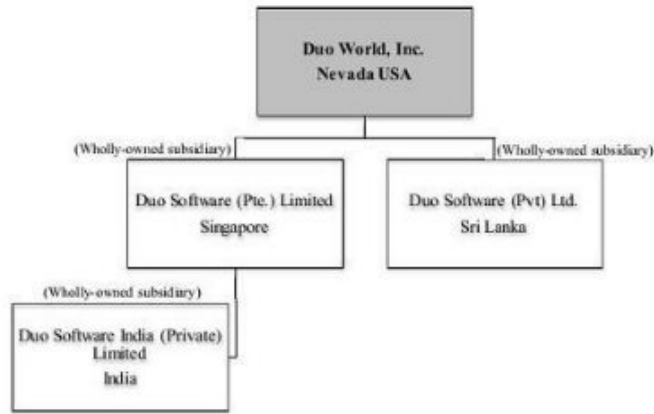 Duo World, Inc.
Nevada USA
(Wholly-owned subsidiary)
(Wholly-owned subsidiary)
Duo Software (Pte.) Limited
Singapore
Duo Software (Pvt) Ltd.
Sri Lanka
(Wholly-owned subsidiary)
Duo Software India (Private)
Limited
India